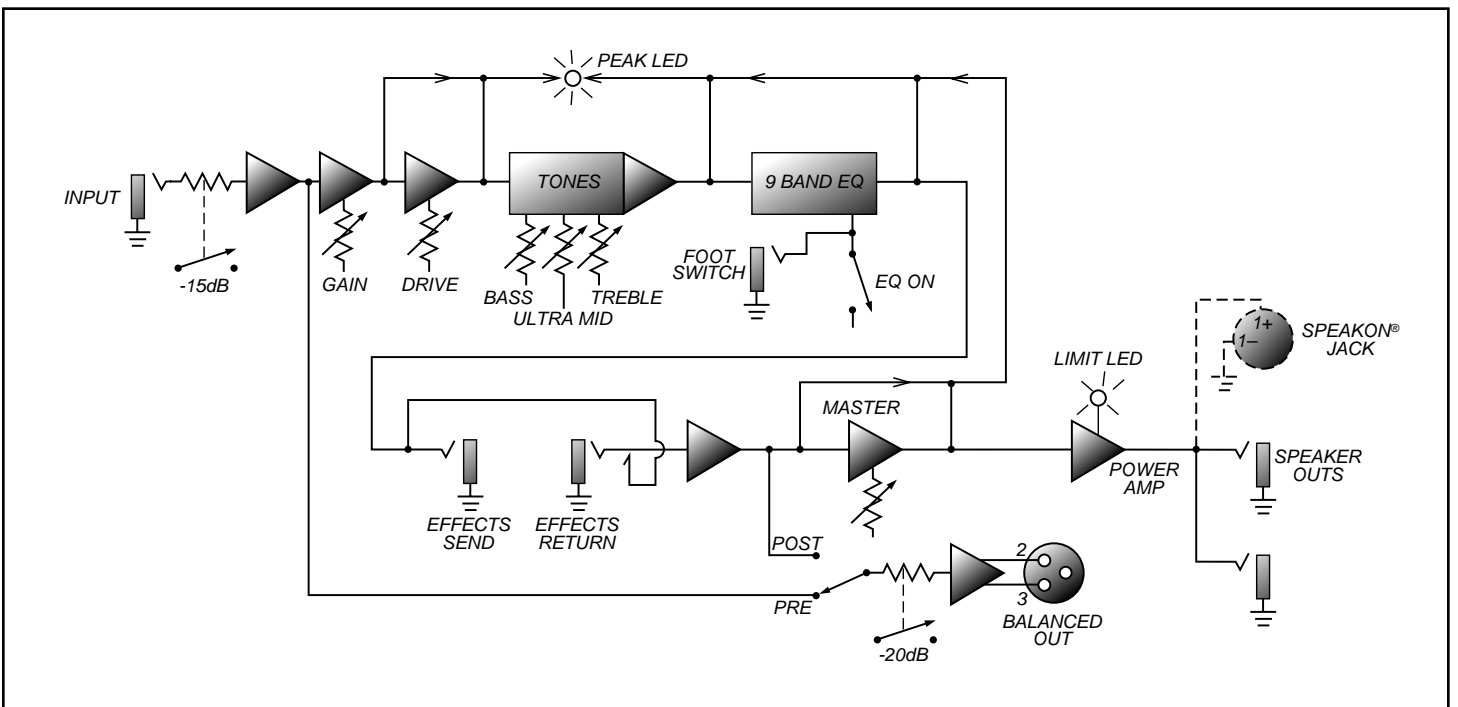 PEAK LED
INPUT
TONES
9 BAND EQ
-15dB
GAIN
DRIVE
BASS
ULTRA MID
TREBLE
FOOT
SWITCH
EQ ON
1+
1–
SPEAKON®
JACK
LIMIT LED
MASTER
POWER
AMP
SPEAKER
OUTS
EFFECTS
SEND
EFFECTS
RETURN
POST
PRE
2
3
BALANCED
OUT
-20dB